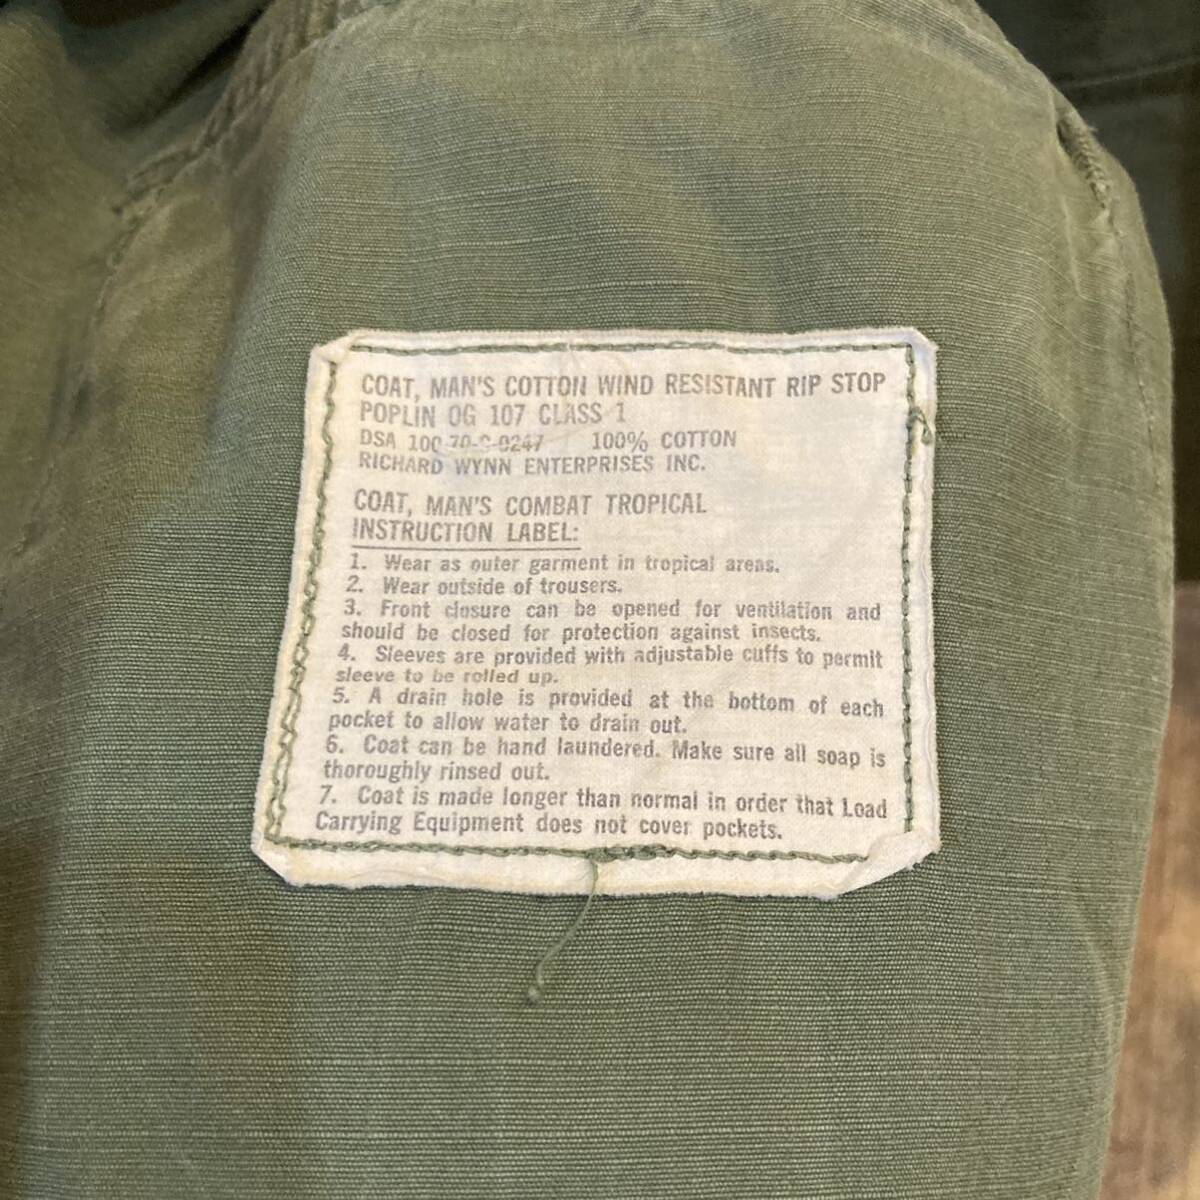 COAT, MAN'S COTTON WIND RESISTANT RIP STOP
POPLIN OG 107 CLASS 1
DSA 100 70-C-0247 100% COTTON
RICHARD WYNN ENTERPRISES INC.
COAT, MAN'S COMBAT TROPICAL
INSTRUCTION LABEL:
1. Wear as outer garment in tropical areas.
2. Wear outside of trousers.
3. Front closure can be opened for ventilation and
should be closed for protection against insects.
4. Sleeves are provided with adjustable cuffs to permit
sleeve to be rolled up.
5. A drain hole is provided at the bottom of each
pocket to allow water to drain out.
6. Coat can be hand laundered. Make sure all soap is
thoroughly rinsed out.
7. Coat is made longer than normal in order that Load
Carrying Equipment does not cover pockets.